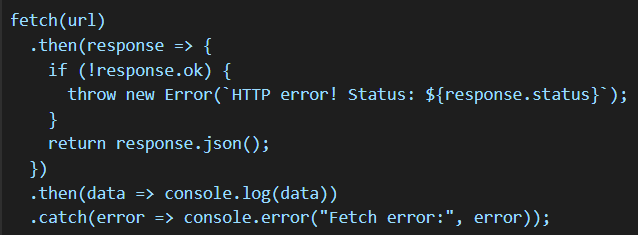 fetch(url)
  .then(response => {
    if (!response.ok) {
      throw new Error(`HTTP error! Status: ${response.status}`);
    }
    return response.json();
  })
  .then(data => console.log(data))
  .catch(error => console.error("Fetch error:", error));